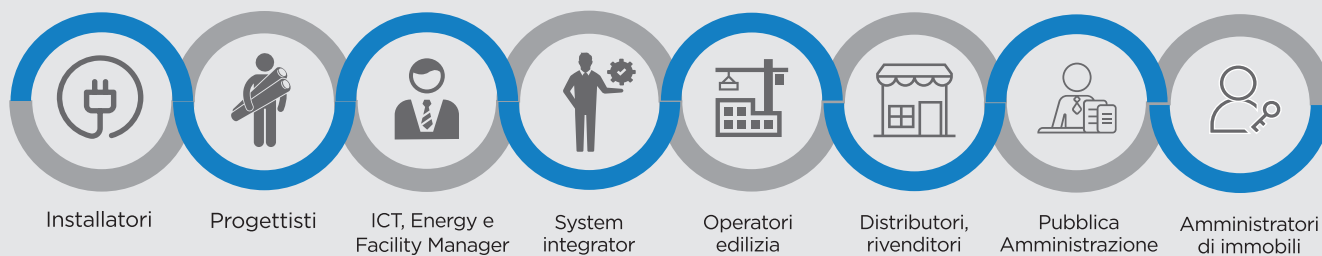 Installatori
Progettisti
ICT, Energy e
Facility Manager
System
integrator
Operatori
edilizia
Distributori,
rivenditori
Pubblica
Amministrazione
Amministratori
di immobili